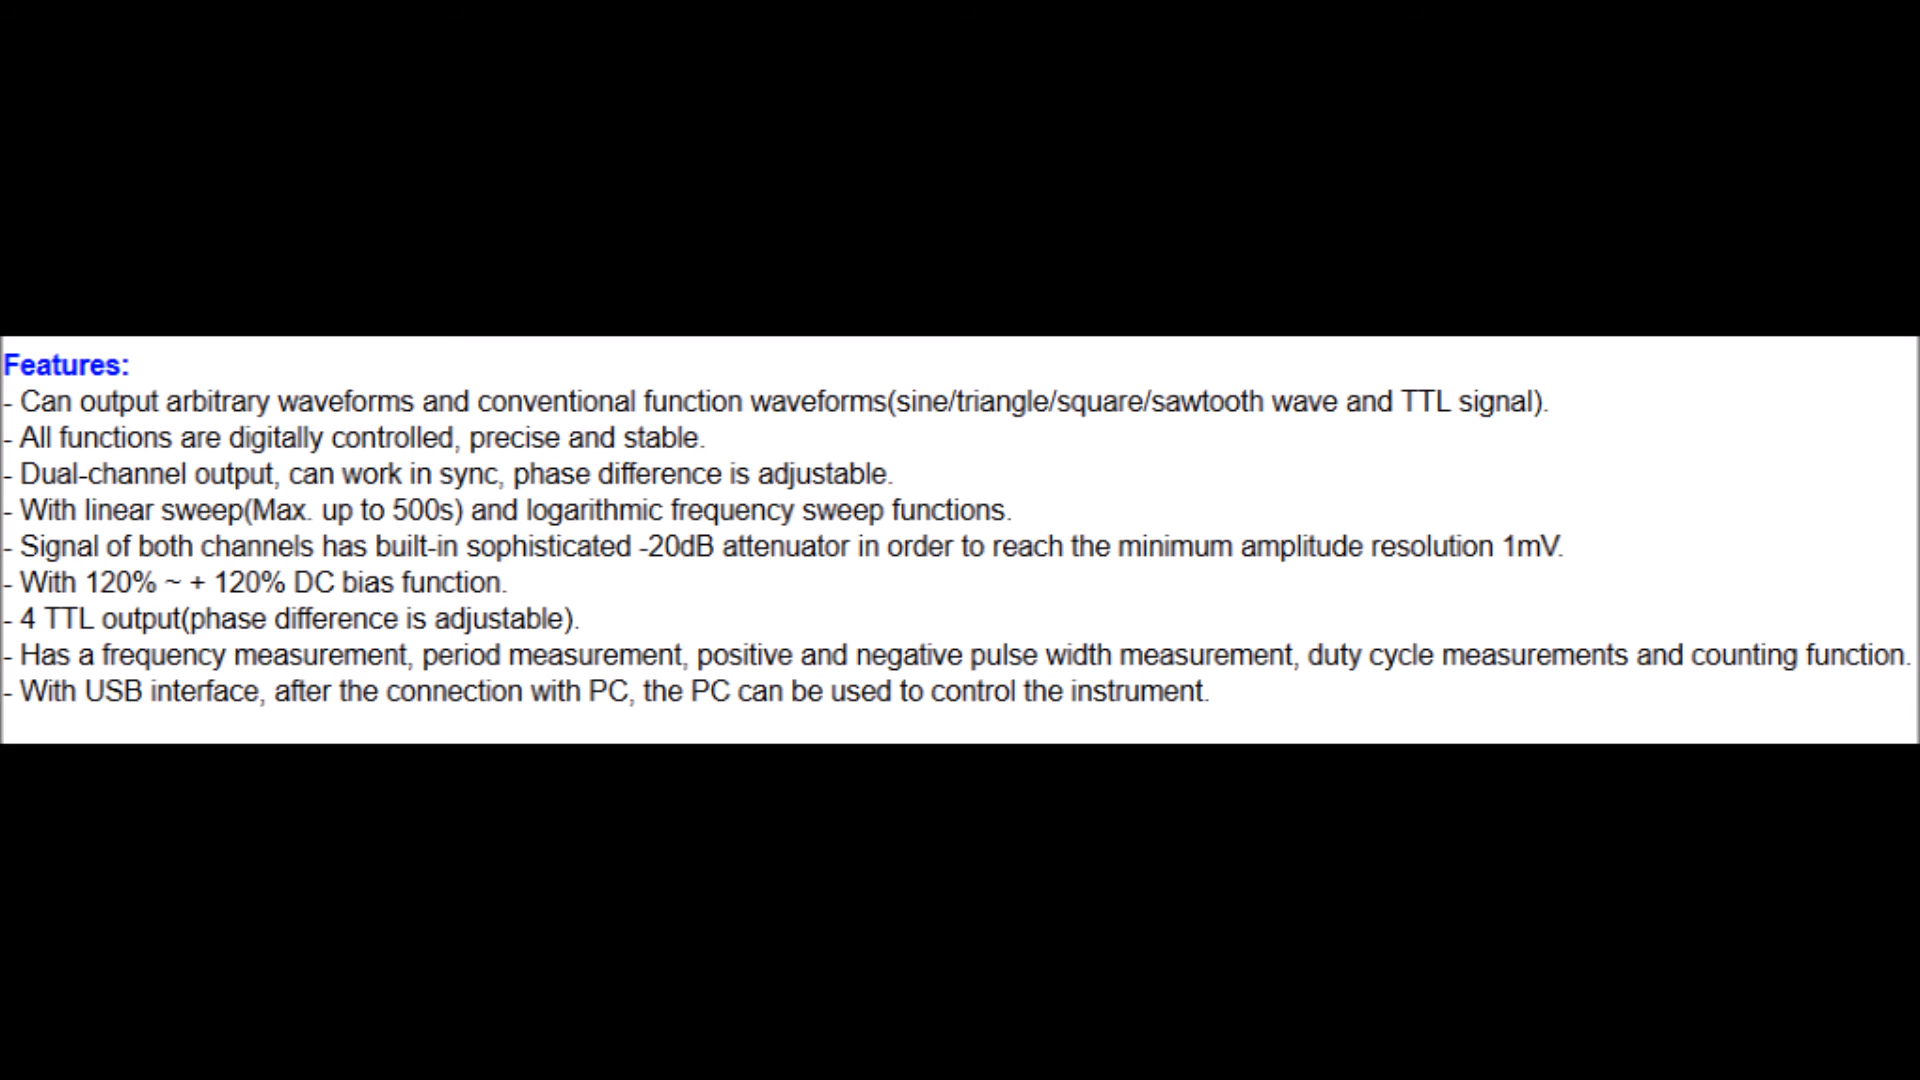 Features:
- Can output arbitrary waveforms and conventional function waveforms(sine/triangle/square/sawtooth wave and TTL signal).
- All functions are digitally controlled, precise and stable.
- Dual-channel output, can work in sync, phase difference is adjustable.
- With linear sweep(Max. up to 500s) and logarithmic frequency sweep functions.
- Signal of both channels has built-in sophisticated -20dB attenuator in order to reach the minimum amplitude resolution 1mV.
- With 120% ~ + 120% DC bias function.
- 4 TTL output(phase difference is adjustable).
- Has a frequency measurement, period measurement, positive and negative pulse width measurement, duty cycle measurements and counting function.
- With USB interface, after the connection with PC, the PC can be used to control the instrument.